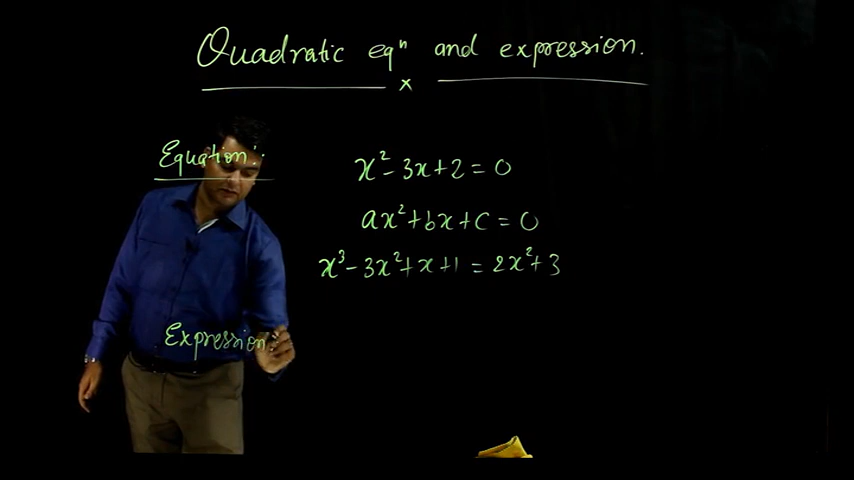 Quadratic eqⁿ and expression.
x
Equation:
x² - 3x + 2 = 0
ax² + bx + c = 0
x³ - 3x² + x + 1 = 2x² + 3
Expression